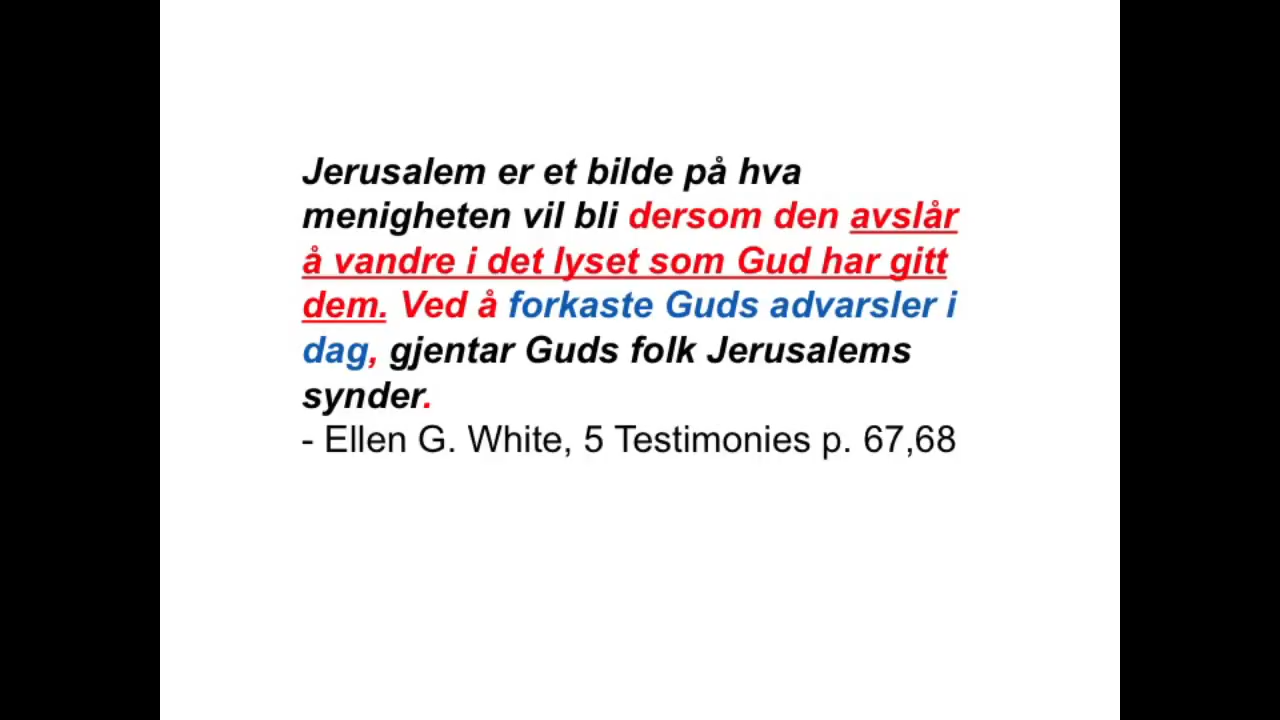 Jerusalem er et bilde på hva
menigheten vil bli dersom den avslår
å vandre i det lyset som Gud har gitt
dem. Ved å forkaste Guds advarsler i
dag, gjentar Guds folk Jerusalems
synder.
- Ellen G. White, 5 Testimonies p. 67,68